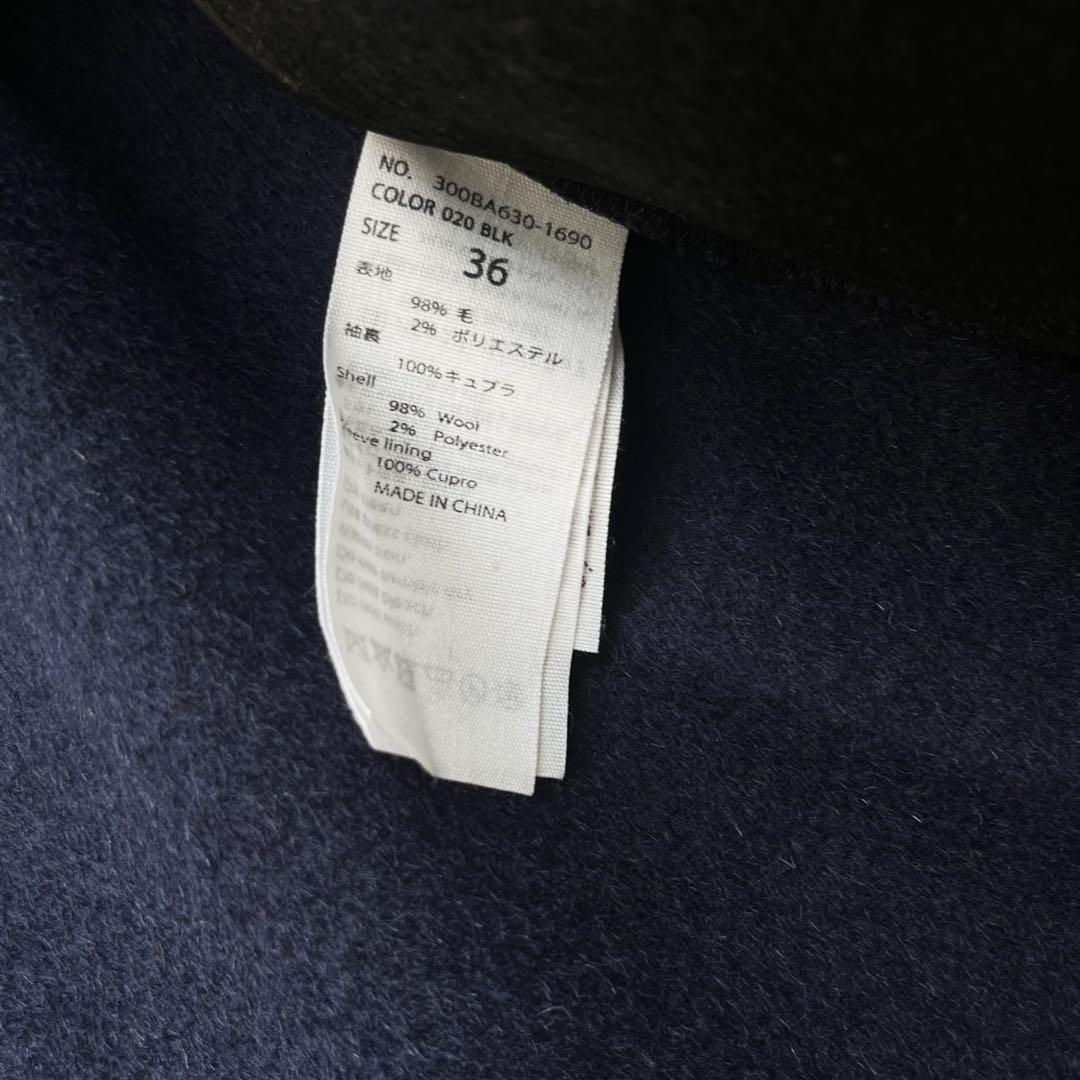 NO. 300BA630-1690
COLOR 020 BLK
SIZE 36
表地
98% 毛
2% ポリエステル
袖裏
100%キュプラ
Shell
98% Wool
2% Polyester
lining
100% Cupro
MADE IN CHINA